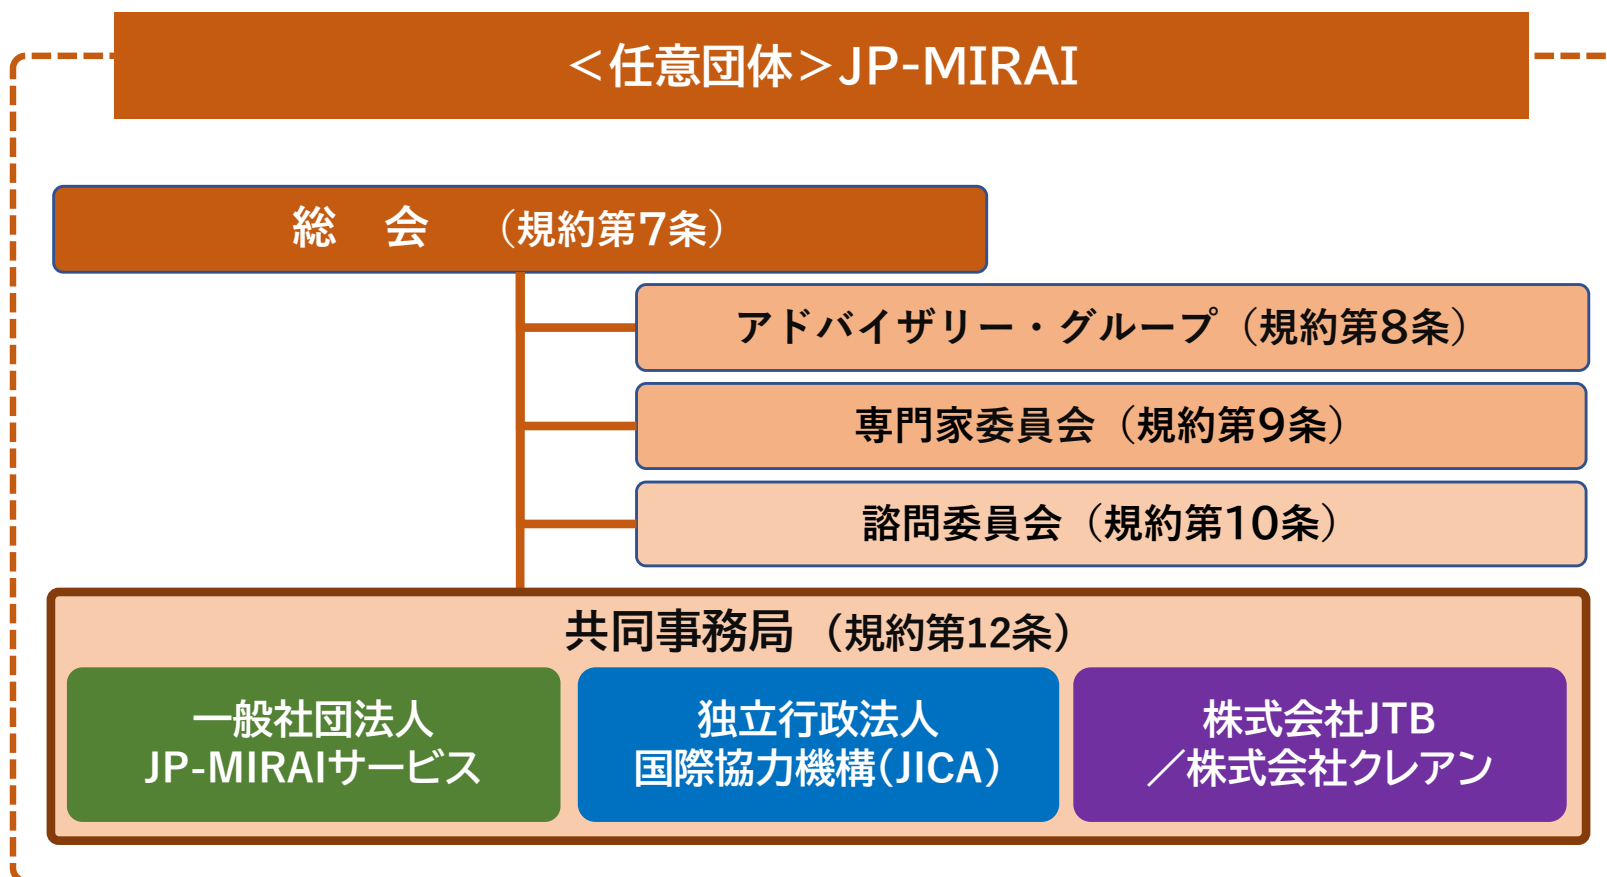 ＜任意団体＞JP-MIRAI
総　会　（規約第7条）
アドバイザリー・グループ（規約第8条）
専門家委員会（規約第9条）
諮問委員会（規約第10条）
共同事務局（規約第12条）
一般社団法人
JP-MIRAIサービス
独立行政法人
国際協力機構(JICA)
株式会社JTB
／株式会社クレアン